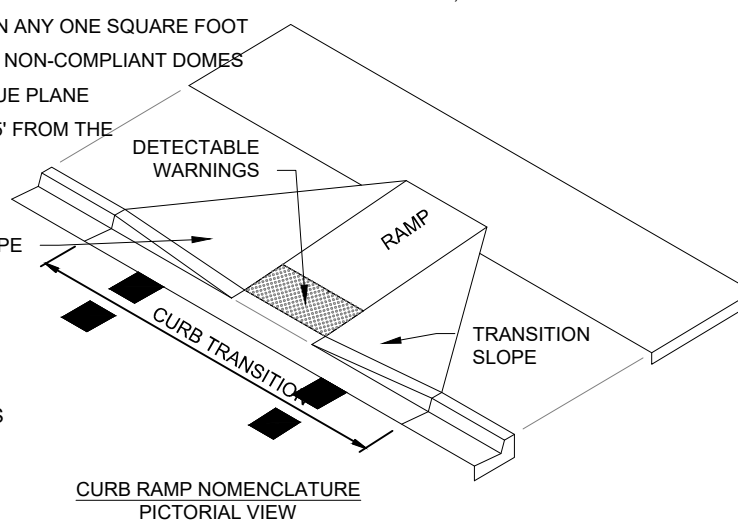 N ANY ONE SQUARE FOOT
NON-COMPLIANT DOMES
UE PLANE
5' FROM THE
DETECTABLE
WARNINGS
RAMP
PE
TRANSITION
SLOPE
CURB TRANSITION
S
CURB RAMP NOMENCLATURE
PICTORIAL VIEW